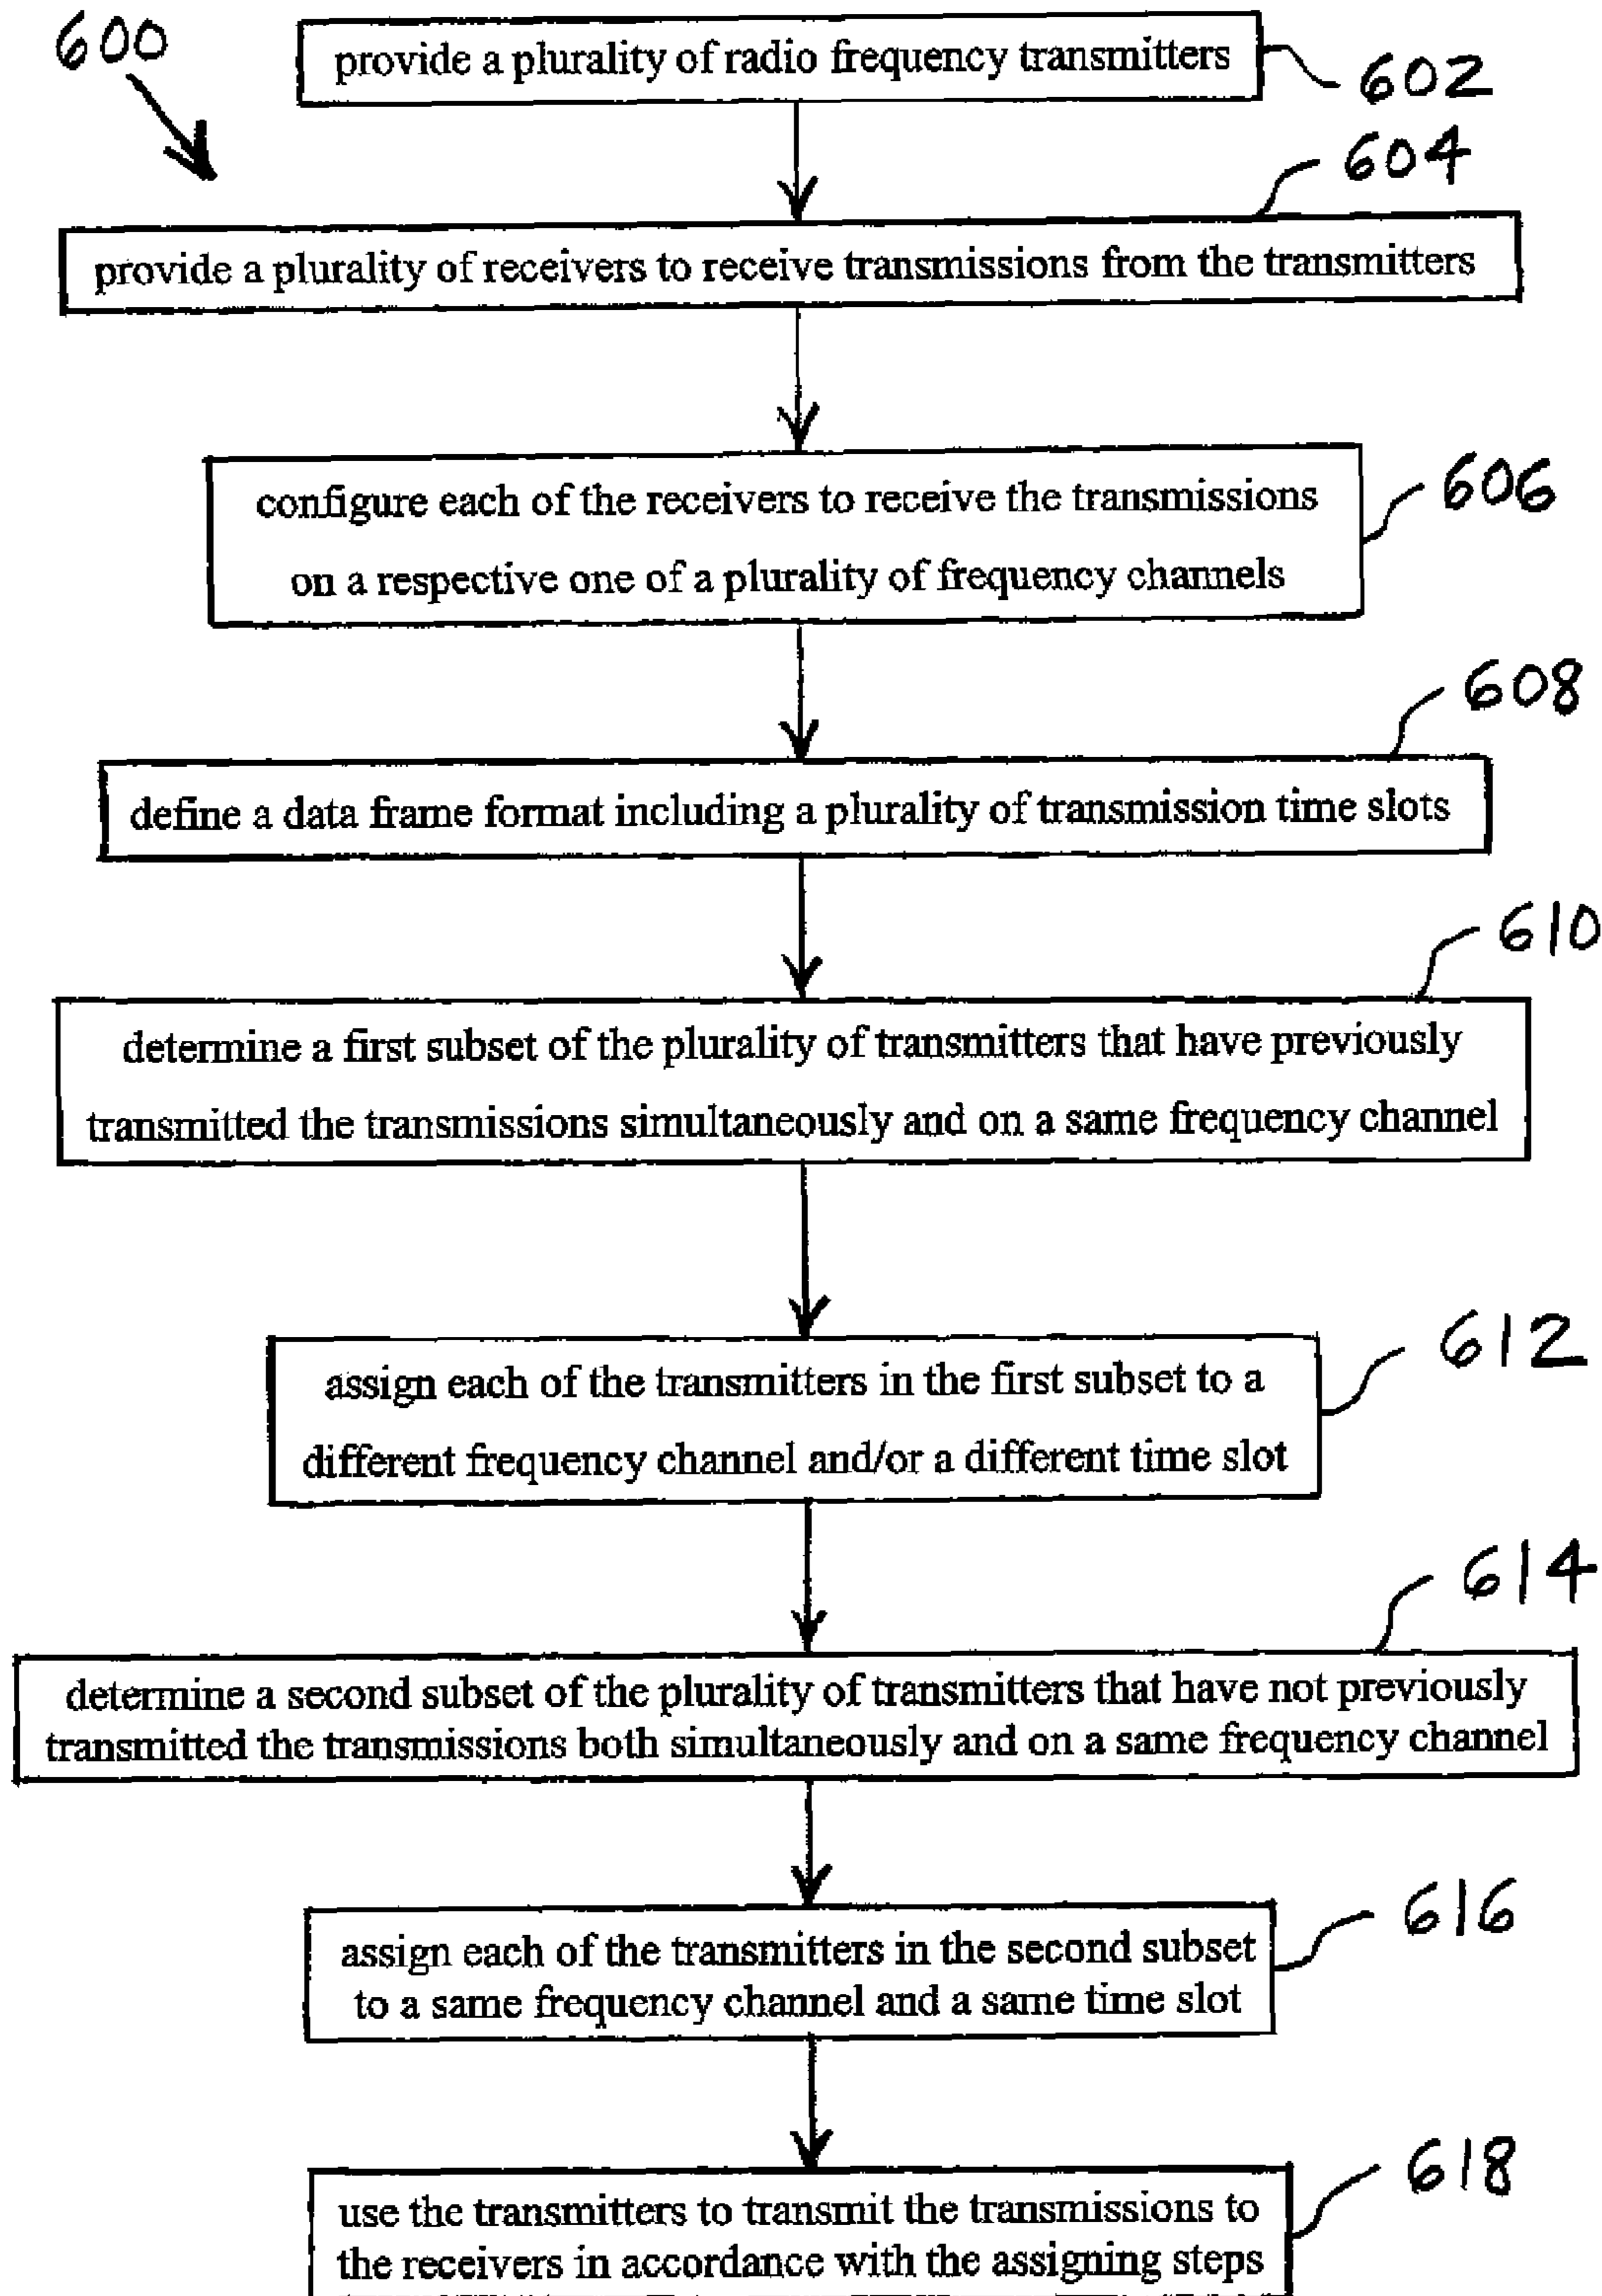 600
provide a plurality of radio frequency transmitters
602
604
provide a plurality of receivers to receive transmissions from the transmitters
configure each of the receivers to receive the transmissions
on a respective one of a plurality of frequency channels
606
608
define a data frame format including a plurality of transmission time slots
610
determine a first subset of the plurality of transmitters that have previously
transmitted the transmissions simultaneously and on a same frequency channel
612
assign each of the transmitters in the first subset to a
different frequency channel and/or a different time slot
614
determine a second subset of the plurality of transmitters that have not previously
transmitted the transmissions both simultaneously and on a same frequency channel
616
assign each of the transmitters in the second subset
to a same frequency channel and a same time slot
618
use the transmitters to transmit the transmissions to
the receivers in accordance with the assigning steps